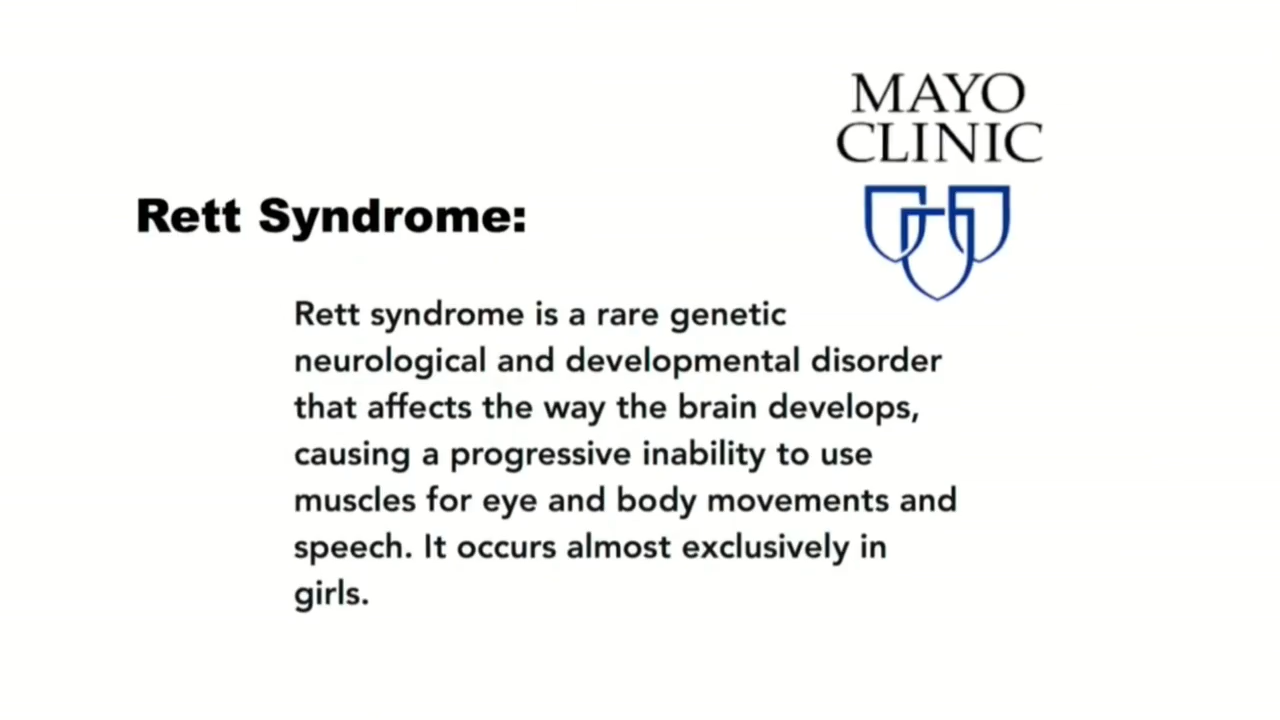 MAYO
CLINIC
Rett Syndrome:
Rett syndrome is a rare genetic
neurological and developmental disorder
that affects the way the brain develops,
causing a progressive inability to use
muscles for eye and body movements and
speech. It occurs almost exclusively in
girls.